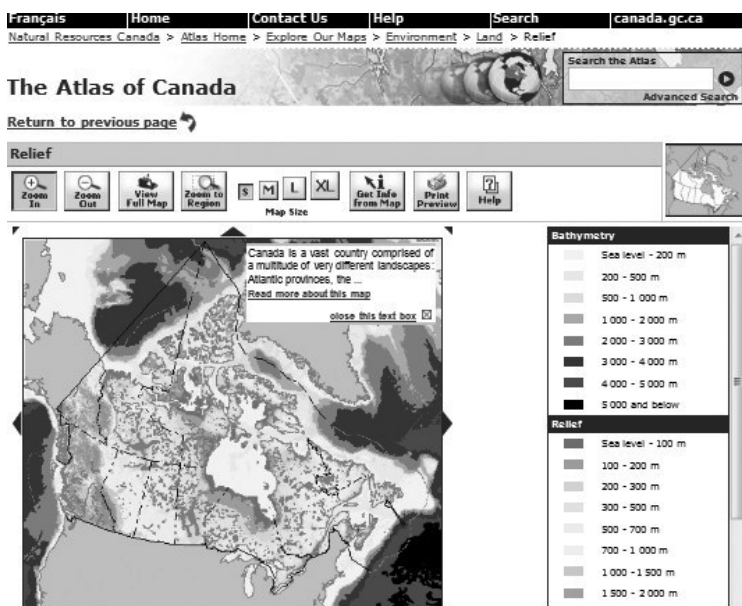 Français Home Contact Us Help Search canada.gc.ca
Natural Resources Canada > Atlas Home > Explore Our Maps > Environment > Land > Relief
Search the Atlas
The Atlas of Canada
Advanced Search
Return to previous page
Relief
Zoom In
Zoom Out
View Full Map
Zoom to Region
S M L XL
Map Size
Get Info from Map
Print Preview
Help
Canada is a vast country comprised of
a multitude of very different landscapes:
Atlantic provinces, the ...
Read more about this map
close this text box
Bathymetry
Sea level - 200 m
200 - 500 m
500 - 1 000 m
1 000 - 2 000 m
2 000 - 3 000 m
3 000 - 4 000 m
4 000 - 5 000 m
5 000 and below
Relief
Sea level - 100 m
100 - 200 m
200 - 300 m
300 - 500 m
500 - 700 m
700 - 1 000 m
1 000 - 1 500 m
1 500 - 2 000 m